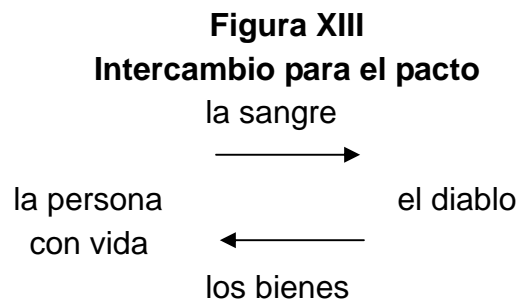 Figura XIII
Intercambio para el pacto
la sangre
la persona
con vida
el diablo
los bienes